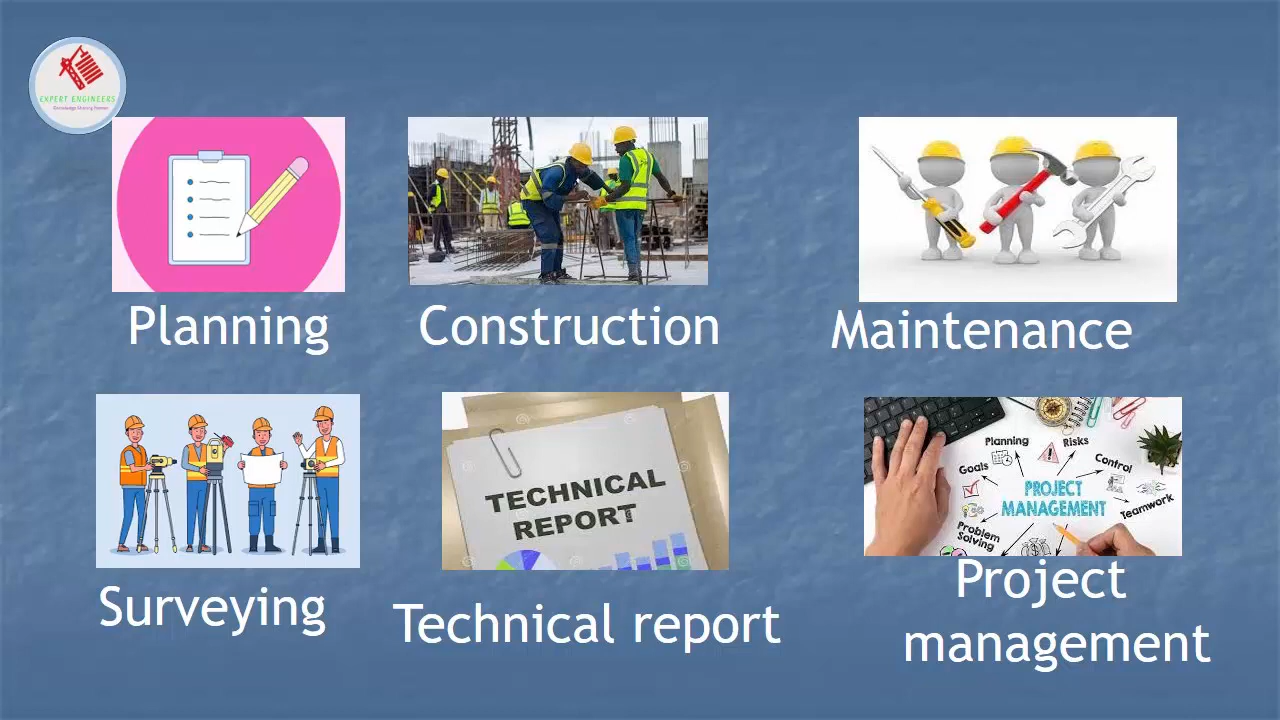 EXPERT ENGINEERS
Planning
Construction
Maintenance
TECHNICAL
REPORT
Planning
Risks
Goals
Control
PROJECT
MANAGEMENT
Teamwork
Problem
Solving
Surveying
Technical report
Project
management